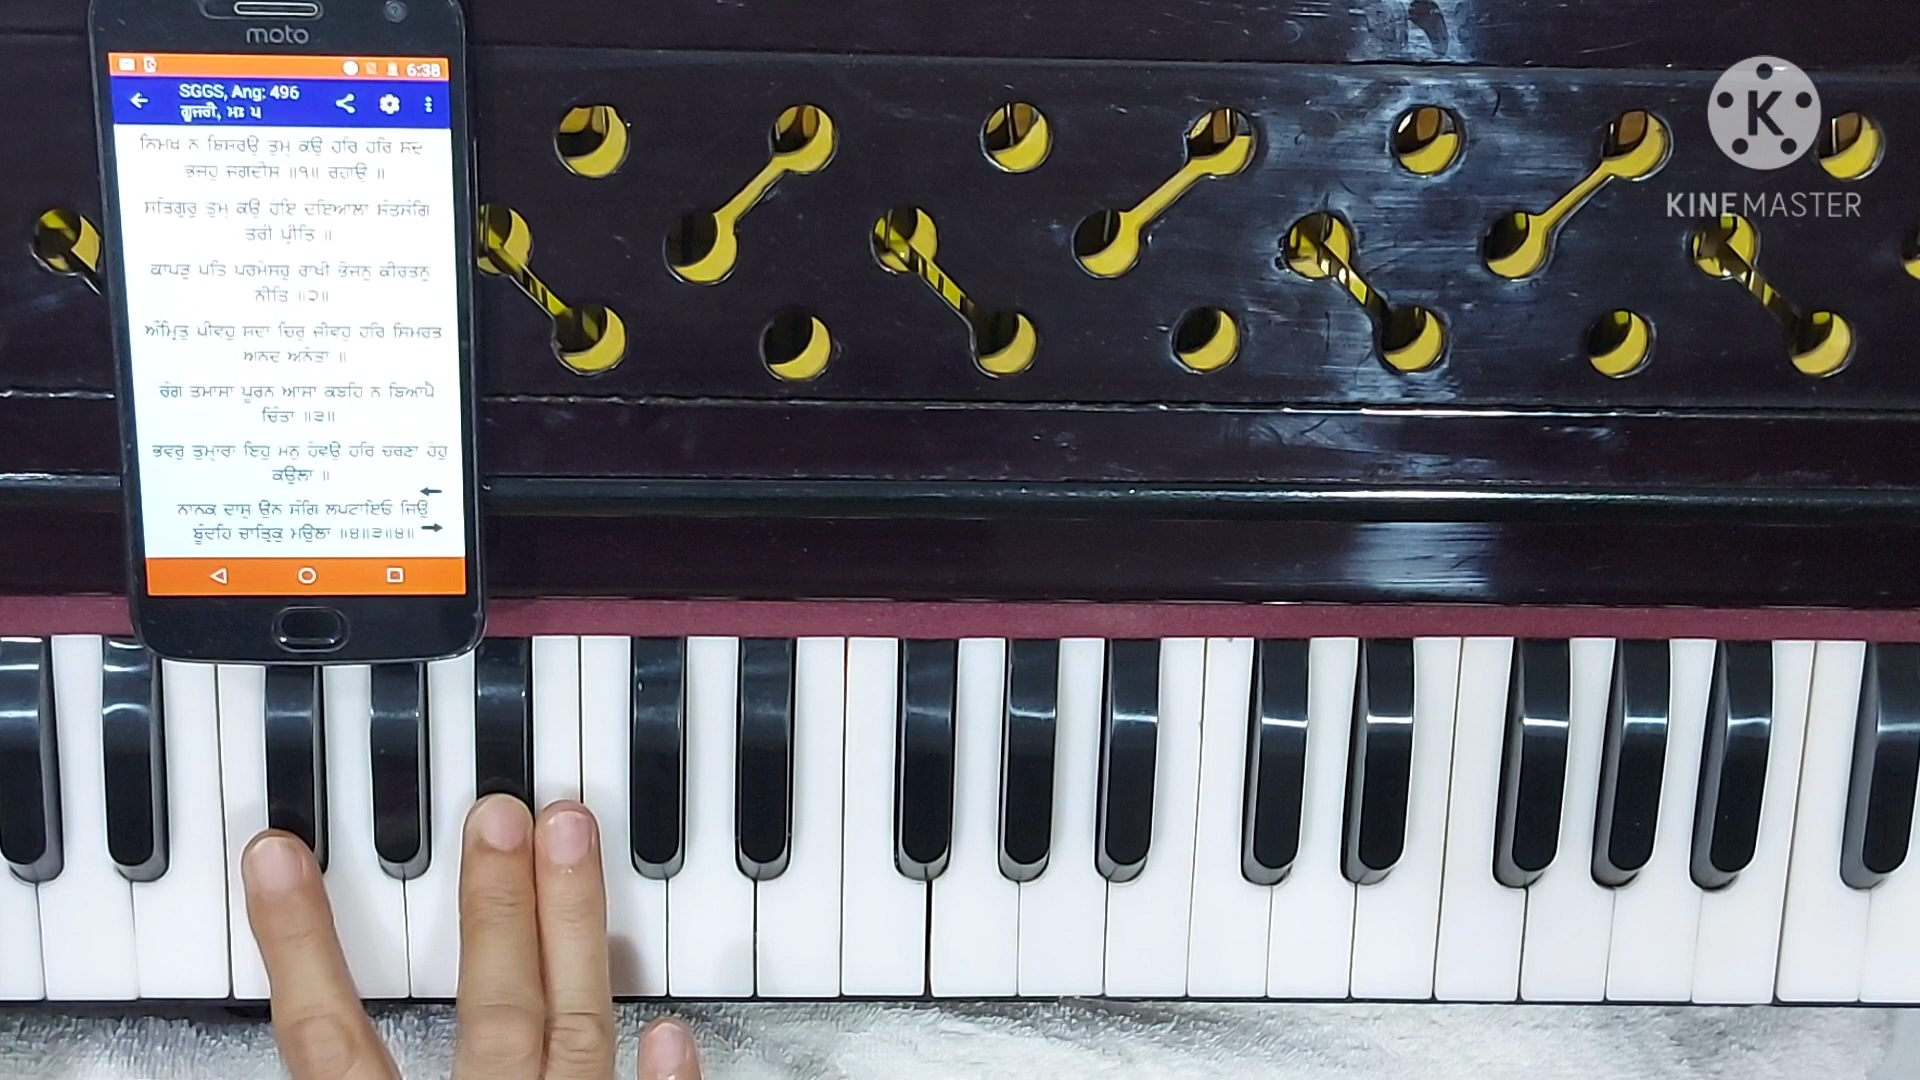 moto
6:38
SGGS, Ang: 496
ਗੂਜਰੀ, ਮਃ ੫
ਨਿਮਖ ਨ ਬਿਸਰਉ ਤੁਮ੍ ਕਉ ਹਰਿ ਹਰਿ ਸਦਾ
ਭਜਹੁ ਜਗਦੀਸ ॥੧॥ ਰਹਾਉ ॥
ਸਤਿਗੁਰੁ ਤੁਮ੍ ਕਉ ਹੋਇ ਦਇਆਲਾ ਸੰਤਸੰਗਿ
ਤੇਰੀ ਪ੍ਰੀਤਿ ॥
ਕਾਪੜੁ ਪਤਿ ਪਰਮੇਸਰੁ ਰਾਖੀ ਭੋਜਨੁ ਕੀਰਤਨੁ
ਨੀਤਿ ॥੨॥
ਅੰਮ੍ਰਿਤੁ ਪੀਵਹੁ ਸਦਾ ਚਿਰੁ ਜੀਵਹੁ ਹਰਿ ਸਿਮਰਤ
ਅਨਦ ਅਨੰਤਾ ॥
ਰੰਗ ਤਮਾਸਾ ਪੂਰਨ ਆਸਾ ਕਬਹਿ ਨ ਬਿਆਪੈ
ਚਿੰਤਾ ॥੩॥
ਭਵਰੁ ਤੁਮ੍ਾਰਾ ਇਹੁ ਮਨੁ ਹੋਵਉ ਹਰਿ ਚਰਣਾ ਹੋਹੁ
ਕਉਲਾ ॥
ਨਾਨਕ ਦਾਸੁ ਉਨ ਸੰਗਿ ਲਪਟਾਇਓ ਜਿਉ
ਬੂੰਦਹਿ ਚਾਤ੍ਰਿਕੁ ਮਉਲਾ ॥੪॥੩॥੪॥
K
KINEMASTER